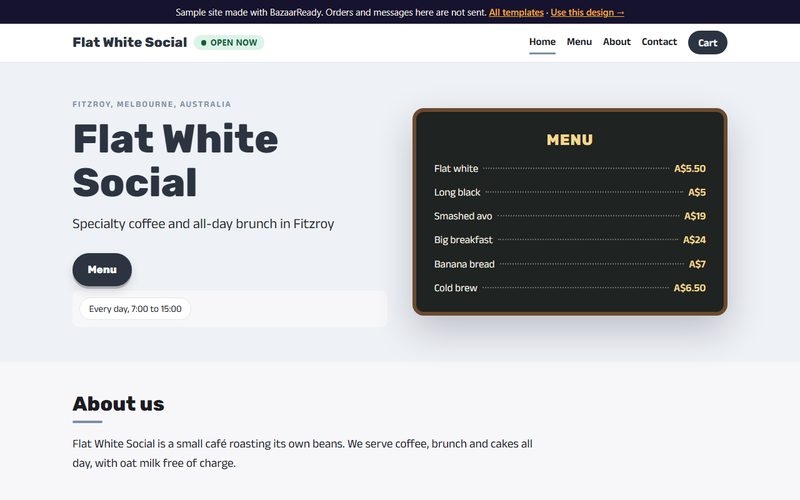 Sample site made with BazaarReady. Orders and messages here are not sent. All templates · Use this design →
Flat White Social
OPEN NOW
Home Menu About Contact Cart
FITZROY, MELBOURNE, AUSTRALIA
Flat White
Social
Specialty coffee and all-day brunch in Fitzroy
Menu
Every day, 7:00 to 15:00
MENU
Flat white A$5.50
Long black A$5
Smashed avo A$19
Big breakfast A$24
Banana bread A$7
Cold brew A$6.50
About us
Flat White Social is a small café roasting its own beans. We serve coffee, brunch and cakes all
day, with oat milk free of charge.